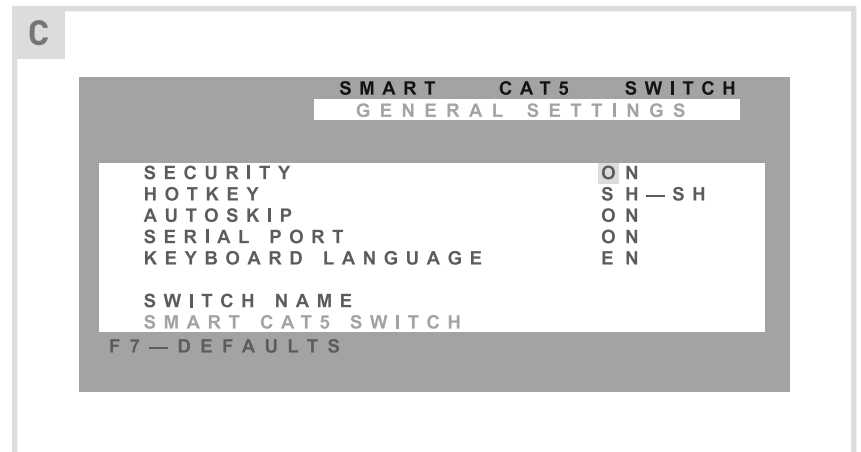 C
SMART CAT5 SWITCH
GENERAL SETTINGS
SECURITY ON
HOTKEY SH—SH
AUTOSKIP ON
SERIAL PORT ON
KEYBOARD LANGUAGE EN
SWITCH NAME
SMART CAT5 SWITCH
F7—DEFAULTS